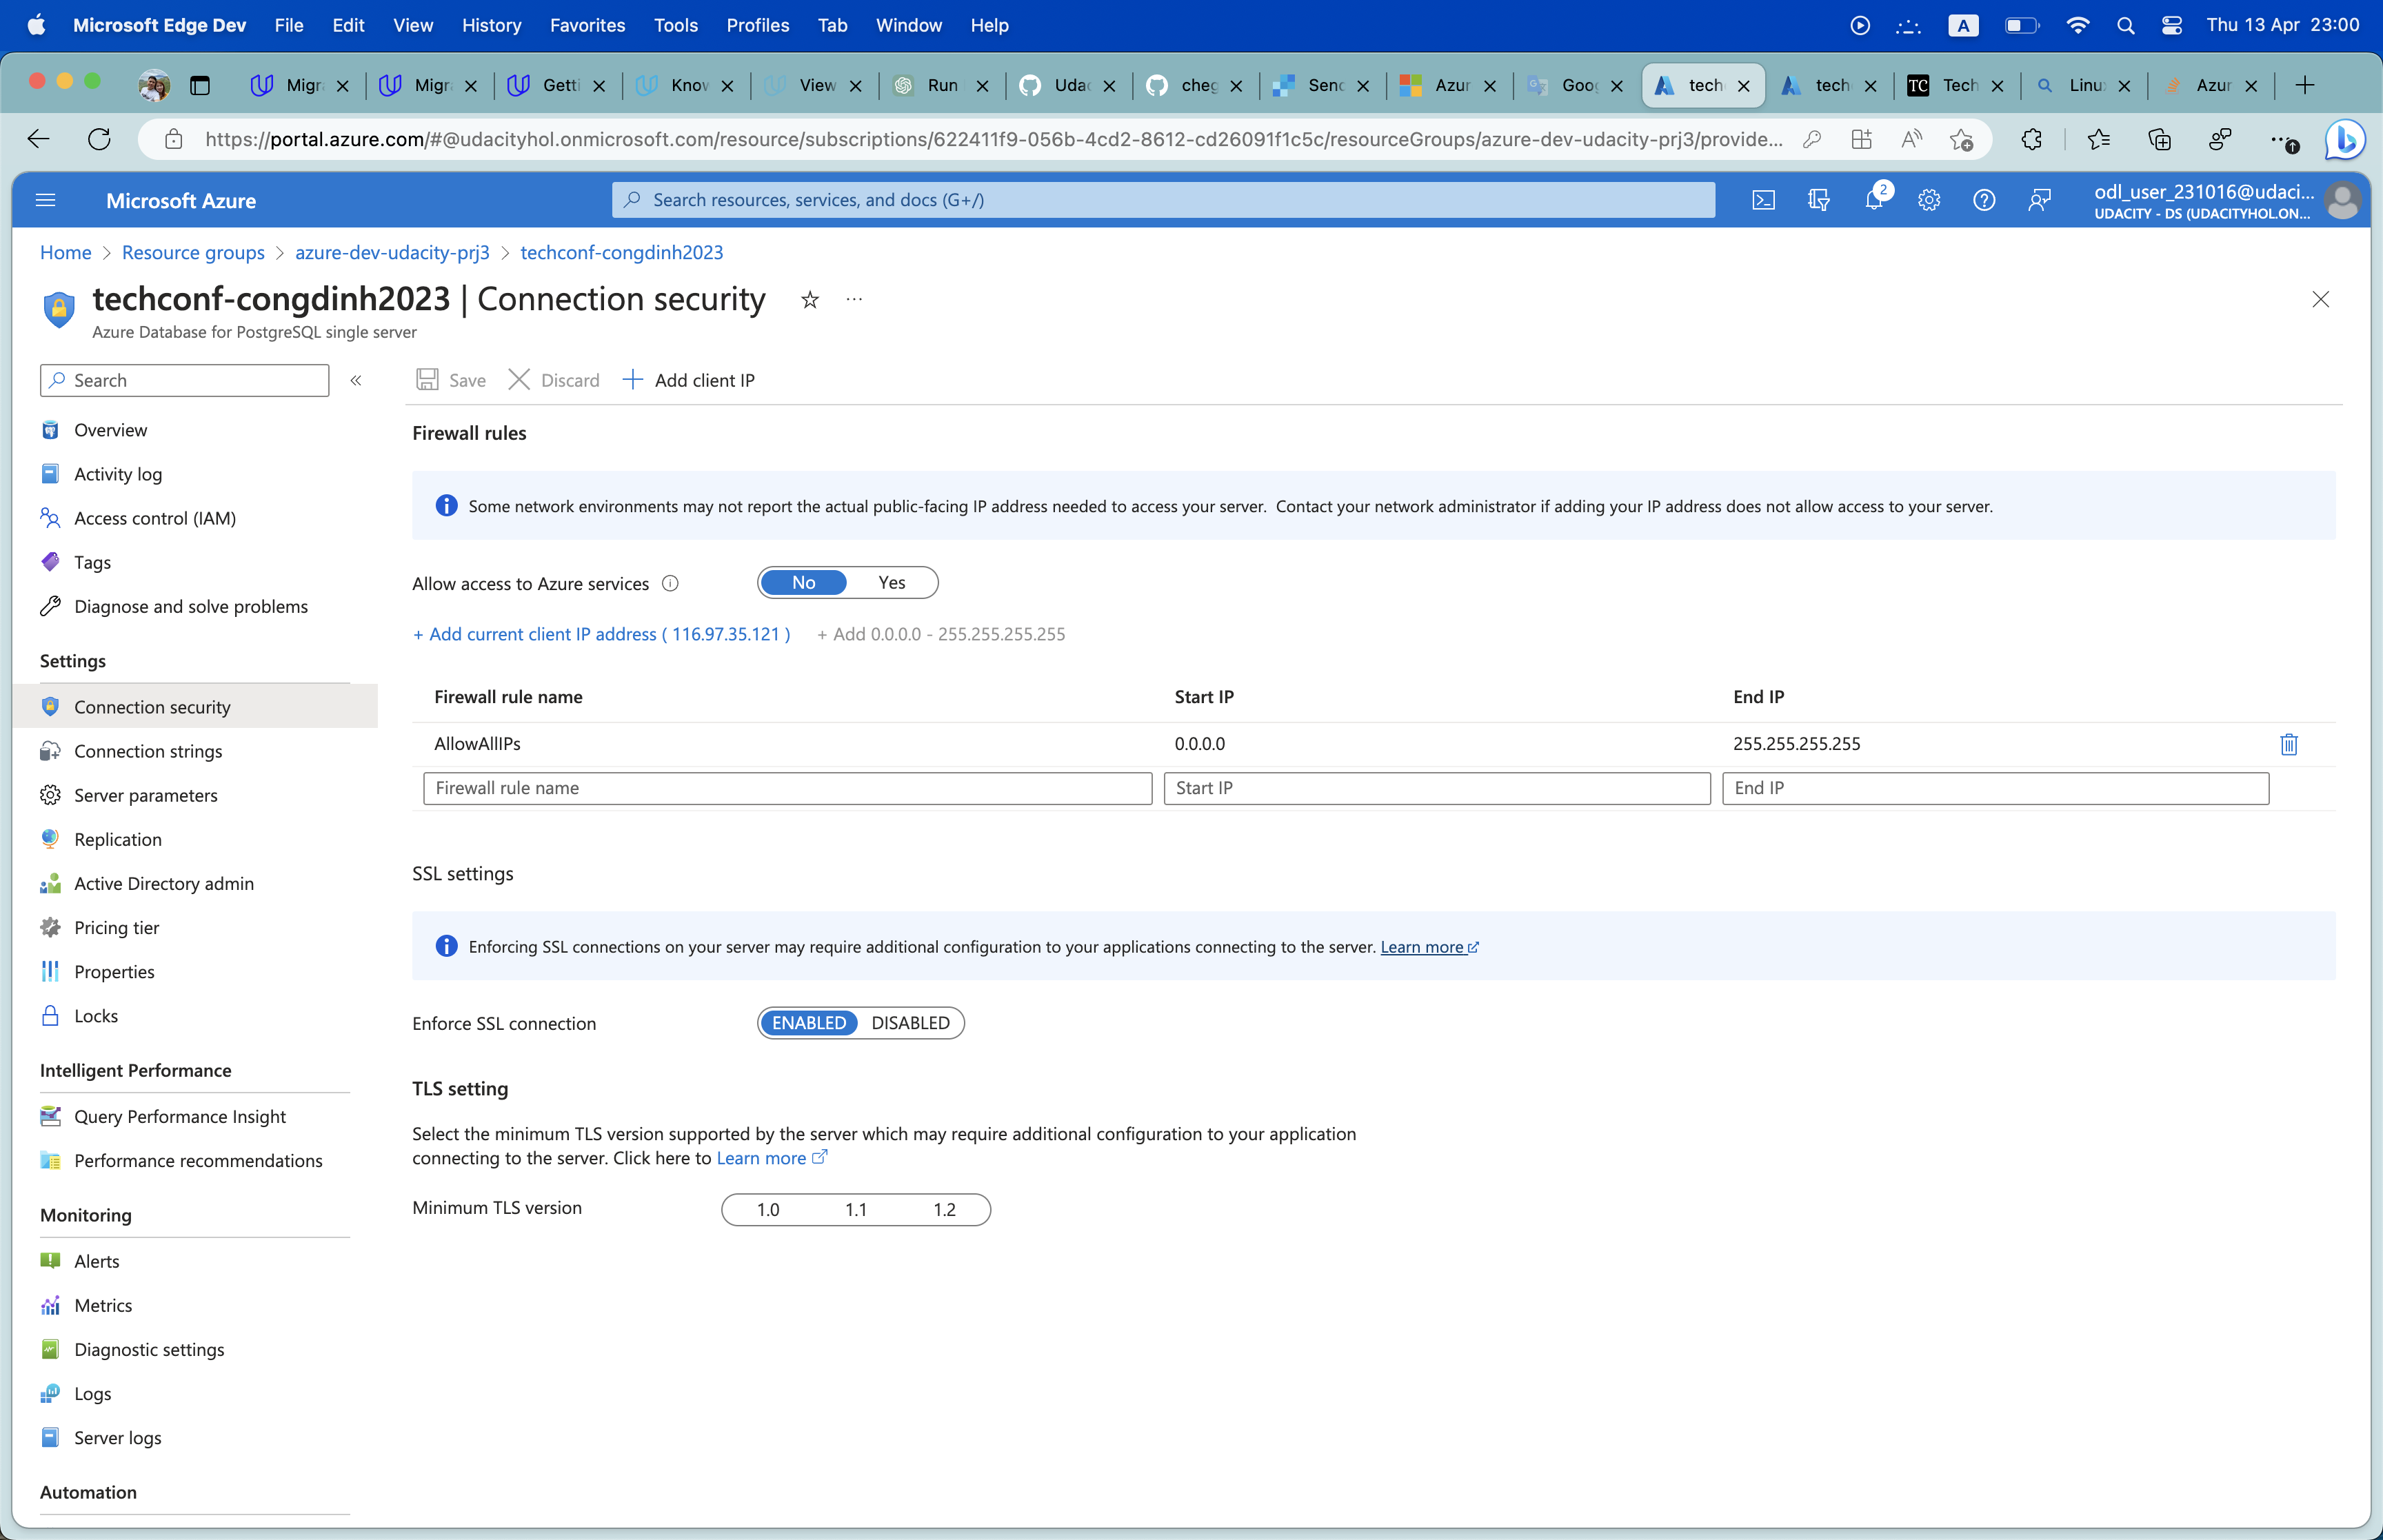 Microsoft Edge Dev File Edit View History Favorites Tools Profiles Tab Window Help A Thu 13 Apr 23:00
Migr Migr Getti Know View Run Udac cheg Senc Azur Goog tech tech TC Tech Linux Azur
https://portal.azure.com/#@udacityhol.onmicrosoft.com/resource/subscriptions/622411f9-056b-4cd2-8612-cd26091f1c5c/resourceGroups/azure-dev-udacity-prj3/provide...
Microsoft Azure
Search resources, services, and docs (G+/)
2
odl_user_231016@udaci...
UDACITY - DS (UDACITYHOL.ON...
Home > Resource groups > azure-dev-udacity-prj3 > techconf-congdinh2023
techconf-congdinh2023 | Connection security
Azure Database for PostgreSQL single server
Search
Overview
Activity log
Access control (IAM)
Tags
Diagnose and solve problems
Settings
Connection security
Connection strings
Server parameters
Replication
Active Directory admin
Pricing tier
Properties
Locks
Intelligent Performance
Query Performance Insight
Performance recommendations
Monitoring
Alerts
Metrics
Diagnostic settings
Logs
Server logs
Automation
Save Discard Add client IP
Firewall rules
Some network environments may not report the actual public-facing IP address needed to access your server. Contact your network administrator if adding your IP address does not allow access to your server.
Allow access to Azure services No Yes
+ Add current client IP address ( 116.97.35.121 ) + Add 0.0.0.0 - 255.255.255.255
Firewall rule name Start IP End IP
AllowAllIPs 0.0.0.0 255.255.255.255
Firewall rule name Start IP End IP
SSL settings
Enforcing SSL connections on your server may require additional configuration to your applications connecting to the server. Learn more
Enforce SSL connection ENABLED DISABLED
TLS setting
Select the minimum TLS version supported by the server which may require additional configuration to your application
connecting to the server. Click here to Learn more
Minimum TLS version 1.0 1.1 1.2